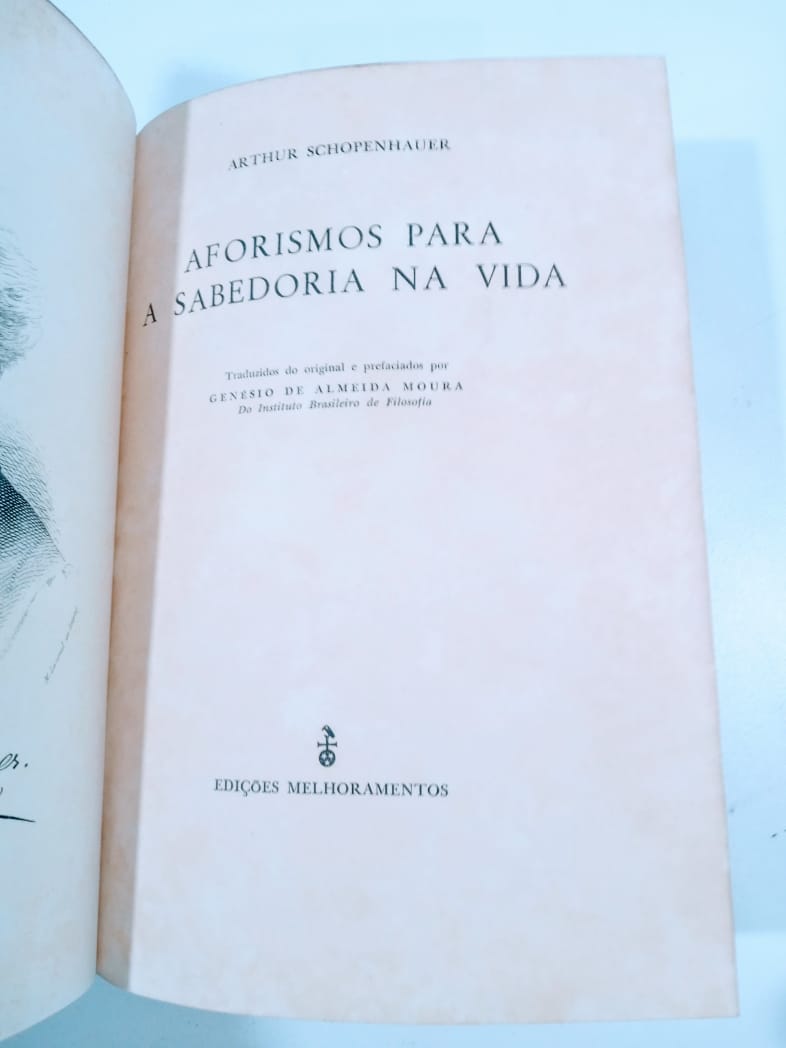 ARTHUR SCHOPENHAUER
AFORISMOS PARA
A SABEDORIA NA VIDA
Traduzidos do original e prefaciados por
GENÉSIO DE ALMEIDA MOURA
Do Instituto Brasileiro de Filosofia
EDIÇÕES MELHORAMENTOS